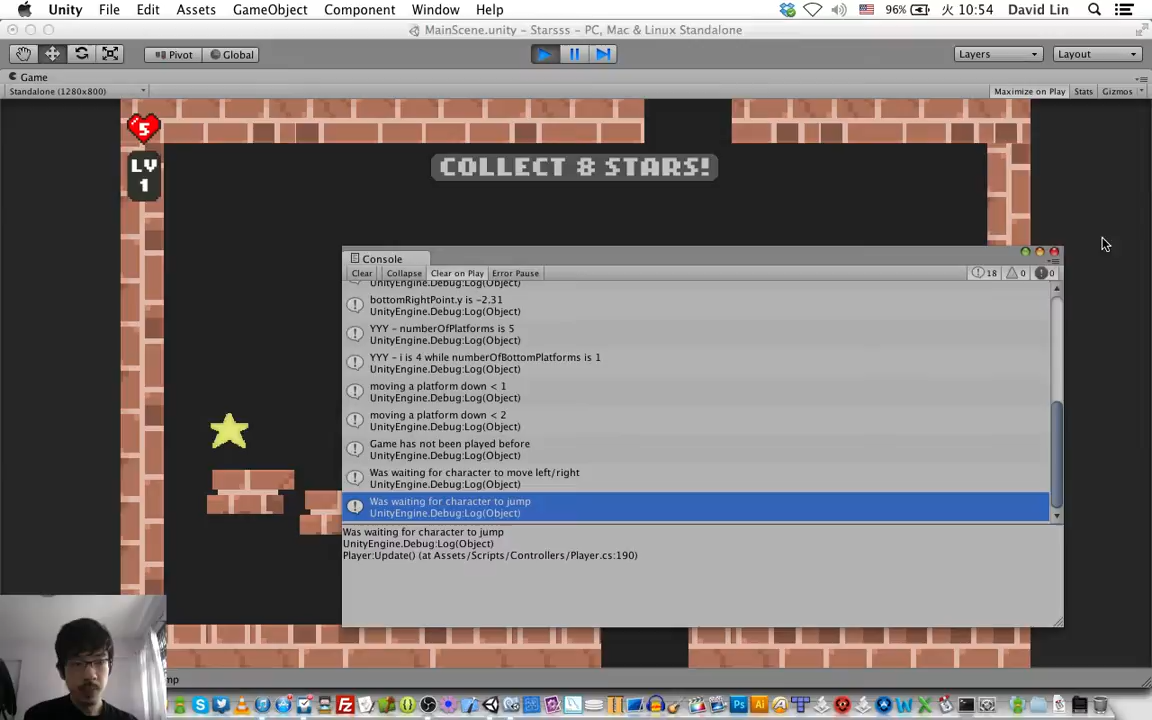 Unity File Edit Assets GameObject Component Window Help 96% 火 10:54 David Lin
MainScene.unity - Starsss - PC, Mac & Linux Standalone
Pivot Global Layers Layout
Game
Standalone (1280x800) Maximize on Play Stats Gizmos
5
LV
1
COLLECT 8 STARS!
Console
Clear Collapse Clear on Play Error Pause 18 0 0
UnityEngine.Debug:Log(Object)
bottomRightPoint.y is -2.31
UnityEngine.Debug:Log(Object)
YYY - numberOfPlatforms is 5
UnityEngine.Debug:Log(Object)
YYY - i is 4 while numberOfBottomPlatforms is 1
UnityEngine.Debug:Log(Object)
moving a platform down < 1
UnityEngine.Debug:Log(Object)
moving a platform down < 2
UnityEngine.Debug:Log(Object)
Game has not been played before
UnityEngine.Debug:Log(Object)
Was waiting for character to move left/right
UnityEngine.Debug:Log(Object)
Was waiting for character to jump
UnityEngine.Debug:Log(Object)
Was waiting for character to jump
UnityEngine.Debug:Log(Object)
Player:Update() (at Assets/Scripts/Controllers/Player.cs:190)